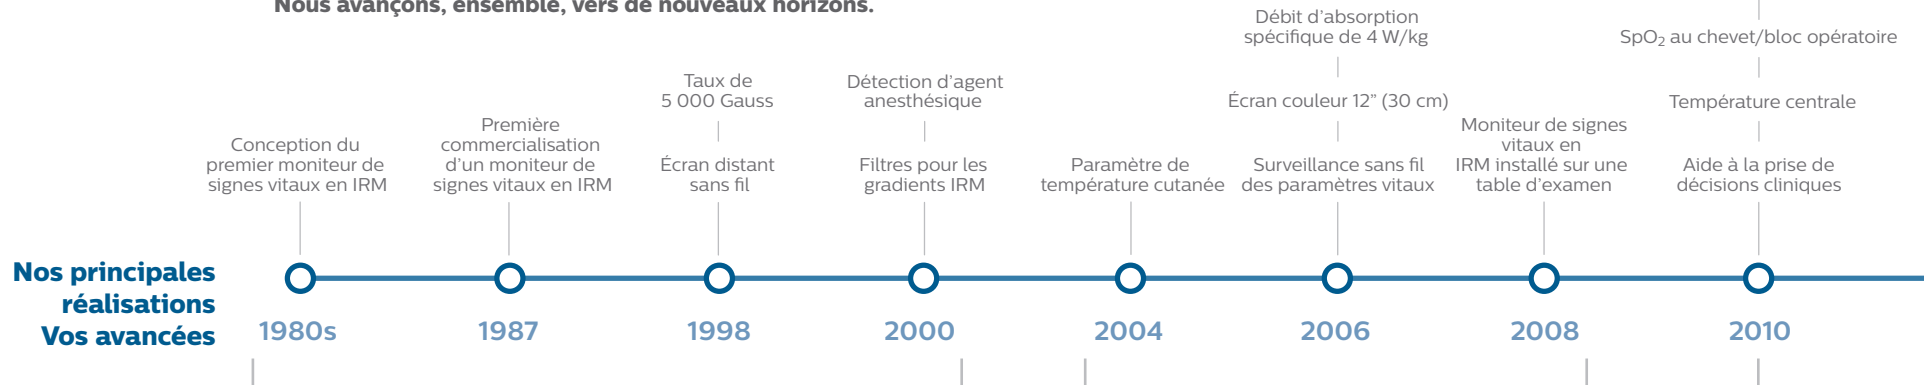 Nous avançons, ensemble, vers de nouveaux horizons.
Conception du
premier moniteur de
signes vitaux en IRM
Première
commercialisation
d'un moniteur de
signes vitaux en IRM
Taux de
5 000 Gauss
Écran distant
sans fil
Détection d'agent
anesthésique
Filtres pour les
gradients IRM
Paramètre de
température cutanée
Débit d'absorption
spécifique de 4 W/kg
Écran couleur 12" (30 cm)
Surveillance sans fil
des paramètres vitaux
Moniteur de signes
vitaux en
IRM installé sur une
table d'examen
SpO₂ au chevet/bloc opératoire
Température centrale
Aide à la prise de
décisions cliniques
Nos principales
réalisations
Vos avancées
1980s
1987
1998
2000
2004
2006
2008
2010